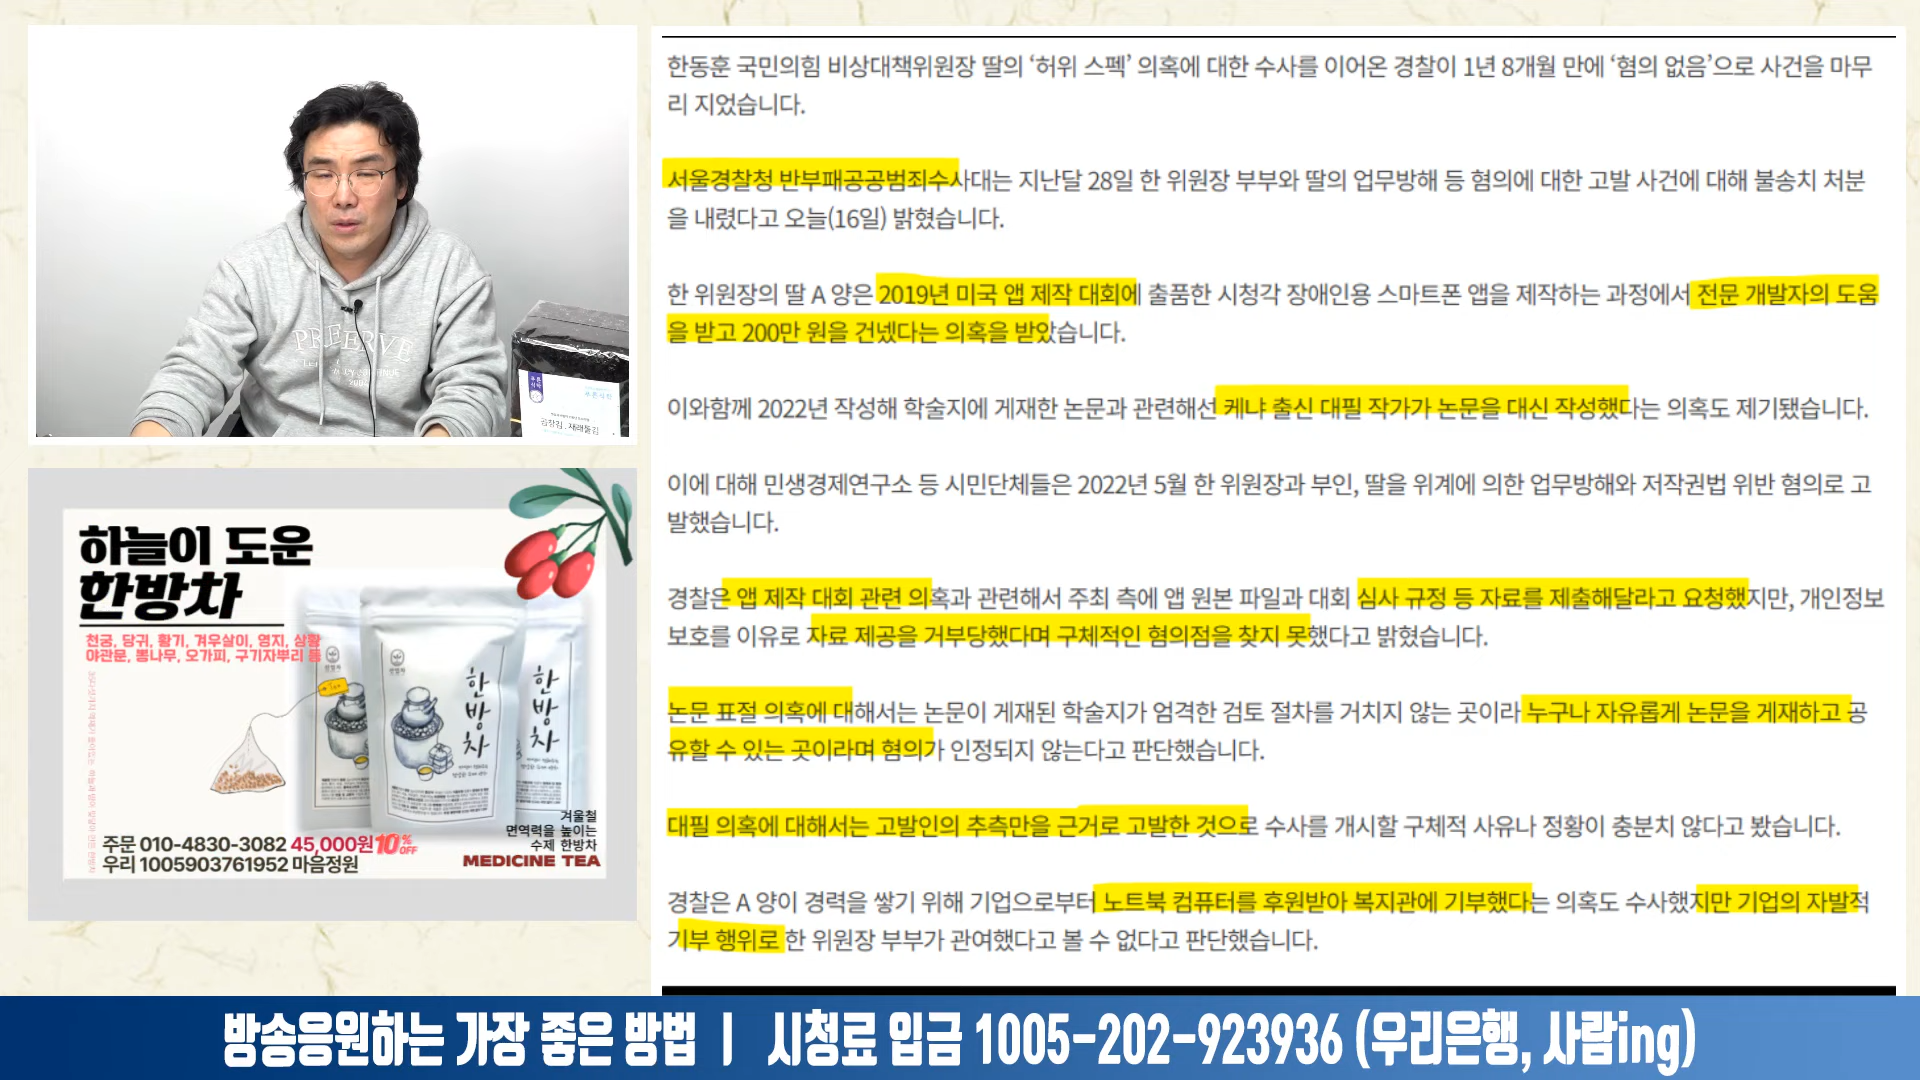 한동훈 국민의힘 비상대책위원장 딸의 ‘허위 스펙’ 의혹에 대한 수사를 이어온 경찰이 1년 8개월 만에 ‘혐의 없음’으로 사건을 마무
리 지었습니다.
서울경찰청 반부패공공범죄수사대는 지난달 28일 한 위원장 부부와 딸의 업무방해 등 혐의에 대한 고발 사건에 대해 불송치 처분
을 내렸다고 오늘(16일) 밝혔습니다.
한 위원장의 딸 A 양은 2019년 미국 앱 제작 대회에 출품한 시청각 장애인용 스마트폰 앱을 제작하는 과정에서 전문 개발자의 도움
을 받고 200만 원을 건넸다는 의혹을 받았습니다.
이와함께 2022년 작성해 학술지에 게재한 논문과 관련해선 케냐 출신 대필 작가가 논문을 대신 작성했다는 의혹도 제기됐습니다.
이에 대해 민생경제연구소 등 시민단체들은 2022년 5월 한 위원장과 부인, 딸을 위계에 의한 업무방해와 저작권법 위반 혐의로 고
발했습니다.
경찰은 앱 제작 대회 관련 의혹과 관련해서 주최 측에 앱 원본 파일과 대회 심사 규정 등 자료를 제출해달라고 요청했지만, 개인정보
보호를 이유로 자료 제공을 거부당했다며 구체적인 혐의점을 찾지 못했다고 밝혔습니다.
논문 표절 의혹에 대해서는 논문이 게재된 학술지가 엄격한 검토 절차를 거치지 않는 곳이라 누구나 자유롭게 논문을 게재하고 공
유할 수 있는 곳이라며 혐의가 인정되지 않는다고 판단했습니다.
대필 의혹에 대해서는 고발인의 추측만을 근거로 고발한 것으로 수사를 개시할 구체적 사유나 정황이 충분치 않다고 봤습니다.
경찰은 A 양이 경력을 쌓기 위해 기업으로부터 노트북 컴퓨터를 후원받아 복지관에 기부했다는 의혹도 수사했지만 기업의 자발적
기부 행위로 한 위원장 부부가 관여했다고 볼 수 없다고 판단했습니다.
PRESERVE
푸른식탁
곱창김, 재래돌김
하늘이 도운
한방차
천궁, 당귀, 황기, 겨우살이, 영지, 상황
야관문, 뽕나무, 오가피, 구기자뿌리 등
한방차
한방차
겨울철
면역력을 높이는
수제 한방차
MEDICINE TEA
주문 010-4830-3082 45,000원 10% OFF
우리 1005903761952 마음정원
방송응원하는 가장 좋은 방법 | 시청료 입금 1005-202-923936 (우리은행, 사람ing)